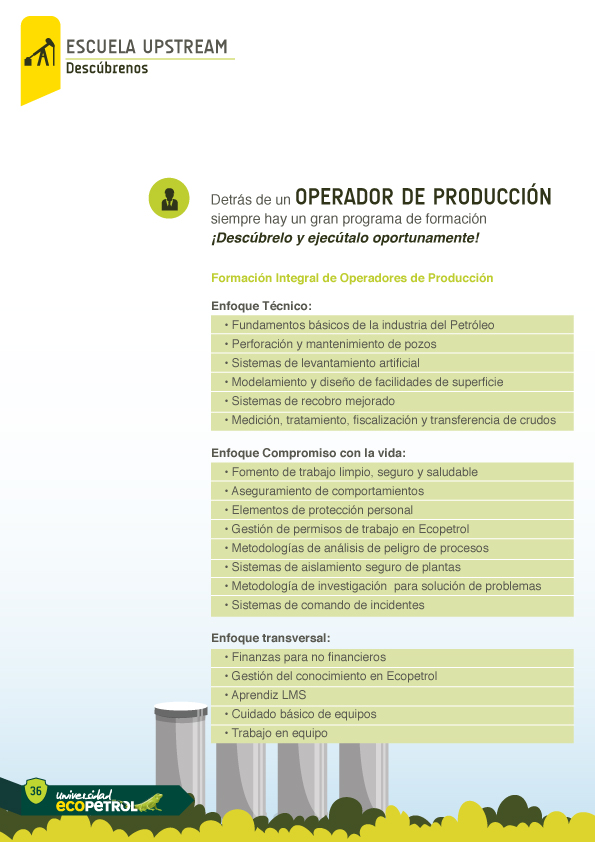 ESCUELA UPSTREAM
Descúbrenos
Detrás de un OPERADOR DE PRODUCCIÓN
siempre hay un gran programa de formación
¡Descúbrelo y ejecútalo oportunamente!
Formación Integral de Operadores de Producción
Enfoque Técnico:
• Fundamentos básicos de la industria del Petróleo
• Perforación y mantenimiento de pozos
• Sistemas de levantamiento artificial
• Modelamiento y diseño de facilidades de superficie
• Sistemas de recobro mejorado
• Medición, tratamiento, fiscalización y transferencia de crudos
Enfoque Compromiso con la vida:
• Fomento de trabajo limpio, seguro y saludable
• Aseguramiento de comportamientos
• Elementos de protección personal
• Gestión de permisos de trabajo en Ecopetrol
• Metodologías de análisis de peligro de procesos
• Sistemas de aislamiento seguro de plantas
• Metodología de investigación  para solución de problemas
• Sistemas de comando de incidentes
Enfoque transversal:
• Finanzas para no financieros
• Gestión del conocimiento en Ecopetrol
• Aprendiz LMS
• Cuidado básico de equipos
• Trabajo en equipo
36
universidad
ECOPETROL